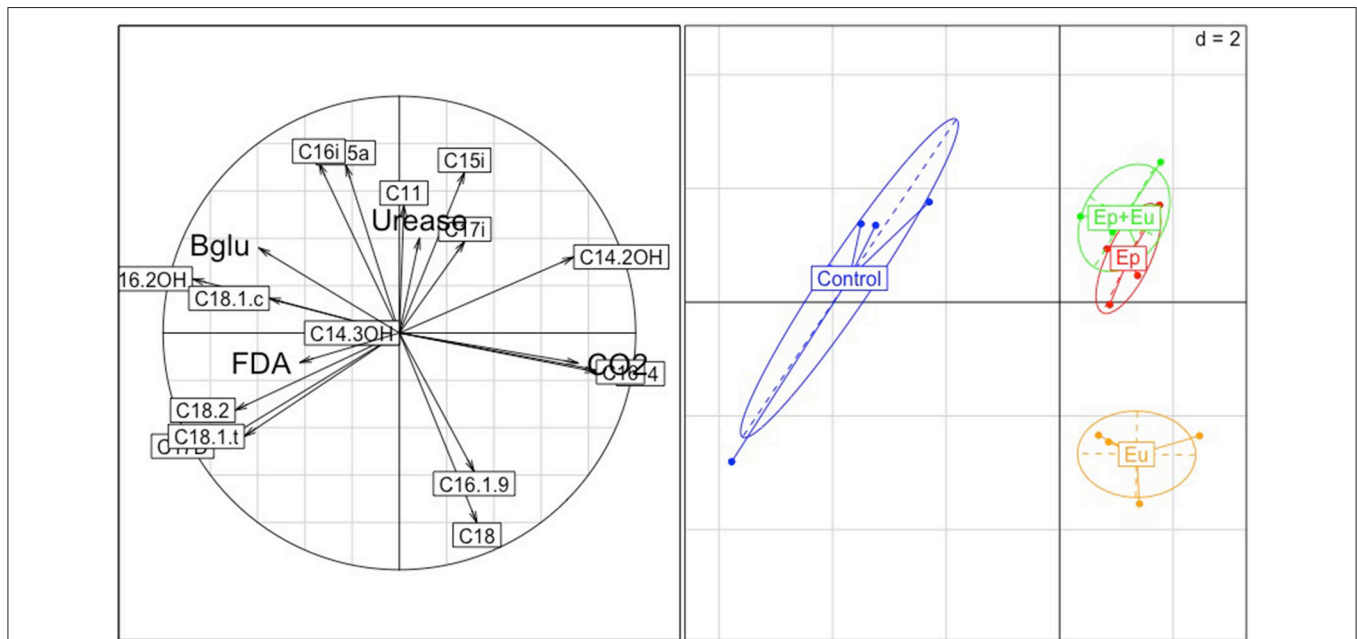 d = 2
C16i
5a
C15i
C11
Urease
C17i
Bglu
C14.2OH
16.2OH
C18.1.c
C14.3OH
FDA
CO2
4
C18.2
C18.1.t
C16.1.9
C18
Control
Ep+Eu
Ep
Eu